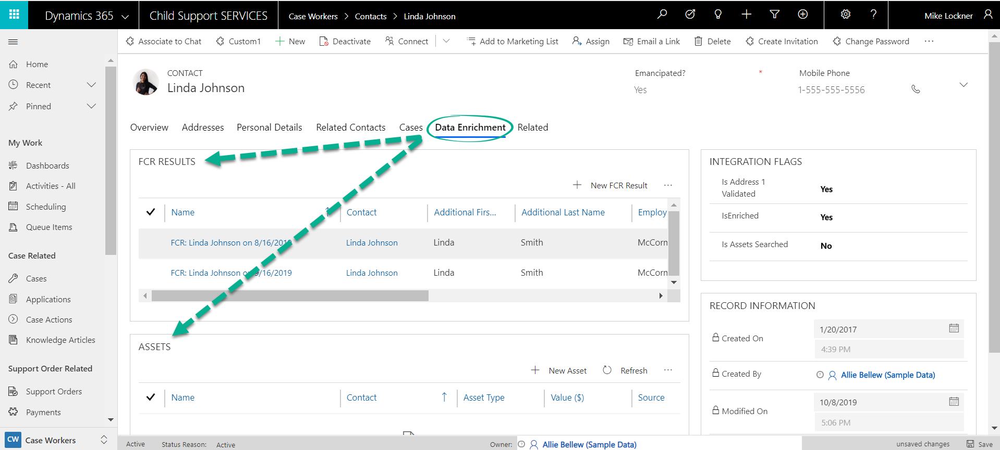 Dynamics 365
Child Support SERVICES
Case Workers > Contacts > Linda Johnson
Mike Lockner
Associate to Chat
Custom1
New
Deactivate
Connect
Add to Marketing List
Assign
Email a Link
Delete
Create Invitation
Change Password
Home
Recent
Pinned
My Work
Dashboards
Activities - All
Scheduling
Queue Items
Case Related
Cases
Applications
Case Actions
Knowledge Articles
Support Order Related
Support Orders
Payments
CW Case Workers
CONTACT
Linda Johnson
Emancipated? *
Yes
Mobile Phone
1-555-555-5556
Overview Addresses Personal Details Related Contacts Cases Data Enrichment Related
FCR RESULTS
New FCR Result
Name Contact Additional Firs... Additional Last Name Employ
FCR: Linda Johnson on 8/16/2019 Linda Johnson Linda Smith McCorn
FCR: Linda Johnson on 9/16/2019 Linda Johnson Linda Smith McCorn
ASSETS
New Asset Refresh
Name Contact Asset Type Value ($) Source
INTEGRATION FLAGS
Is Address 1
Validated
Yes
IsEnriched Yes
Is Assets Searched No
RECORD INFORMATION
Created On
1/20/2017
4:39 PM
Created By Allie Bellew (Sample Data)
Modified On
10/8/2019
5:06 PM
Active Status Reason: Active Owner: Allie Bellew (Sample Data) unsaved changes Save